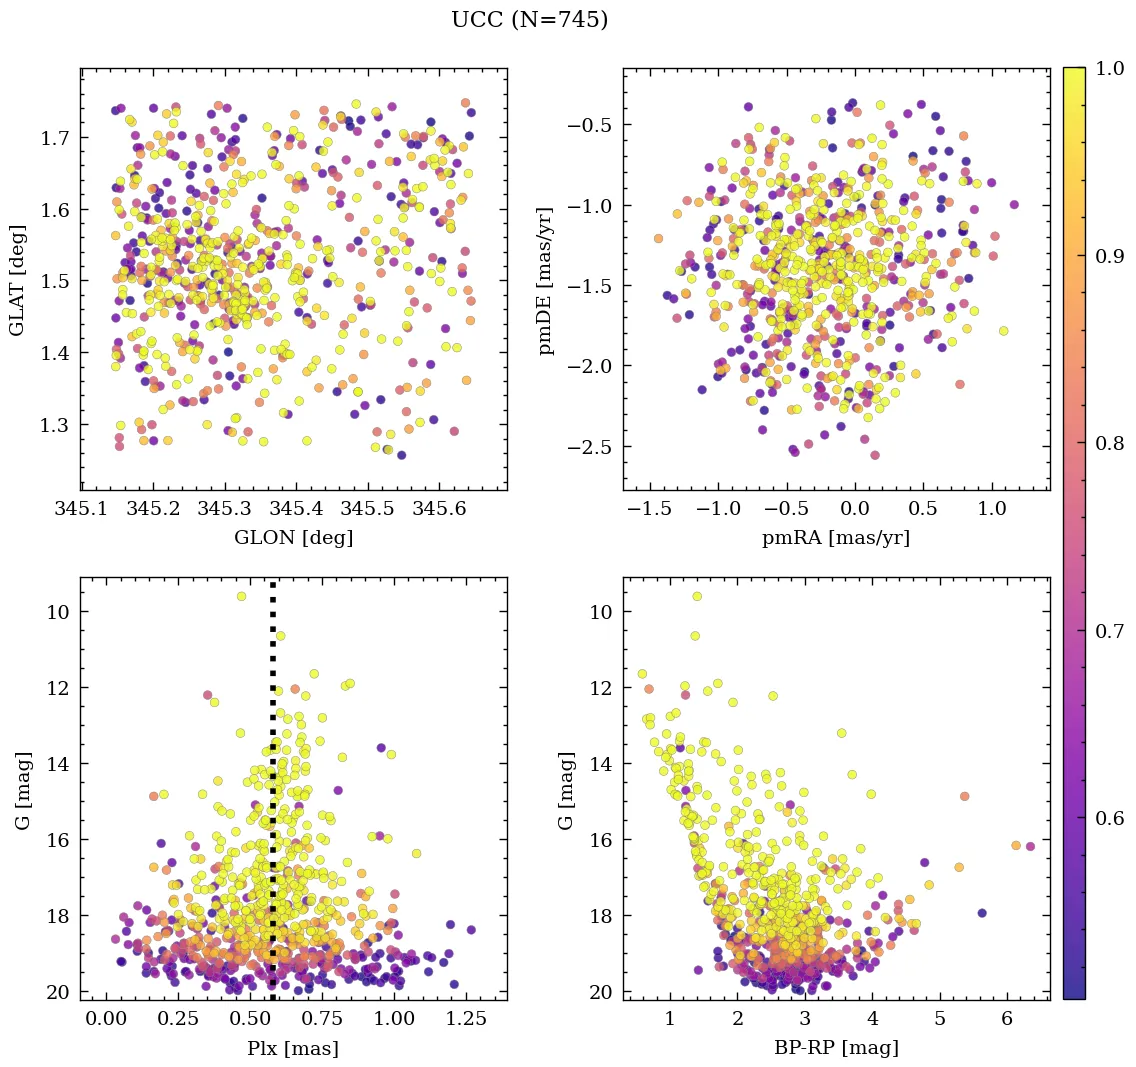 UCC (N=745)
1.7
1.6
1.5
1.4
1.3
GLAT [deg]
345.1 345.2 345.3 345.4 345.5 345.6
GLON [deg]
−0.5
−1.0
−1.5
−2.0
−2.5
pmDE [mas/yr]
−1.5 −1.0 −0.5 0.0 0.5 1.0
pmRA [mas/yr]
10
12
14
16
18
20
G [mag]
0.00 0.25 0.50 0.75 1.00 1.25
Plx [mas]
10
12
14
16
18
20
G [mag]
1 2 3 4 5 6
BP-RP [mag]
1.0
0.9
0.8
0.7
0.6